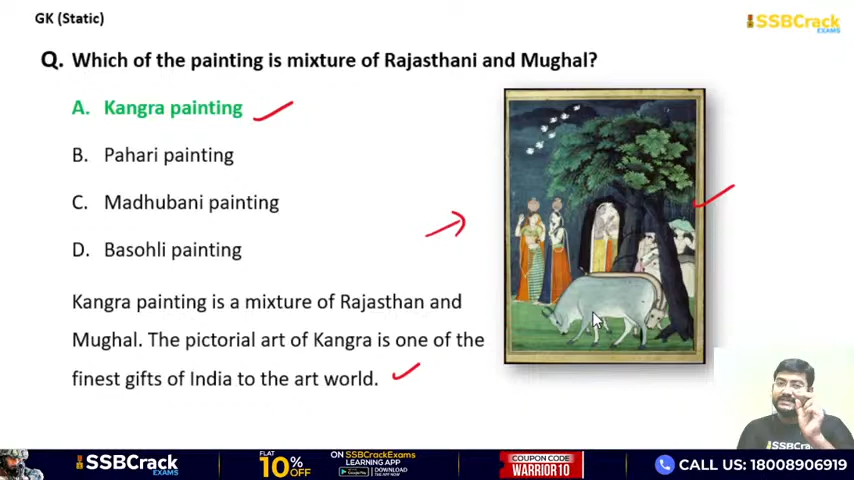 GK (Static)
SSBCrack
EXAMS
Q. Which of the painting is mixture of Rajasthani and Mughal?
A. Kangra painting
B. Pahari painting
C. Madhubani painting
D. Basohli painting
Kangra painting is a mixture of Rajasthan and
Mughal. The pictorial art of Kangra is one of the
finest gifts of India to the art world.
SSBCrack
EXAMS
SSBCrack
EXAMS
FLAT
10% OFF
ON SSBCrackExams
LEARNING APP
DOWNLOAD
COUPON CODE
WARRIOR10
CALL US: 18008906919